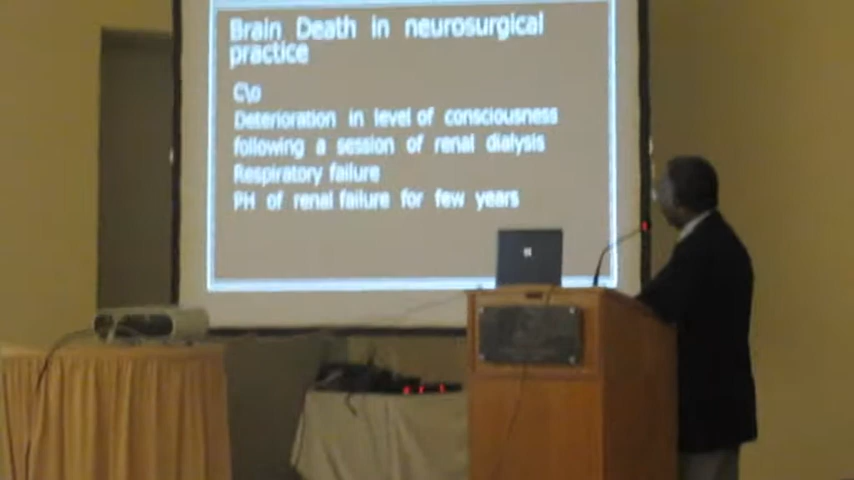 Brain Death in neurosurgical
practice
C\o
Deterioration in level of consciousness
following a session of renal dialysis
Respiratory failure
PH of renal failure for few years